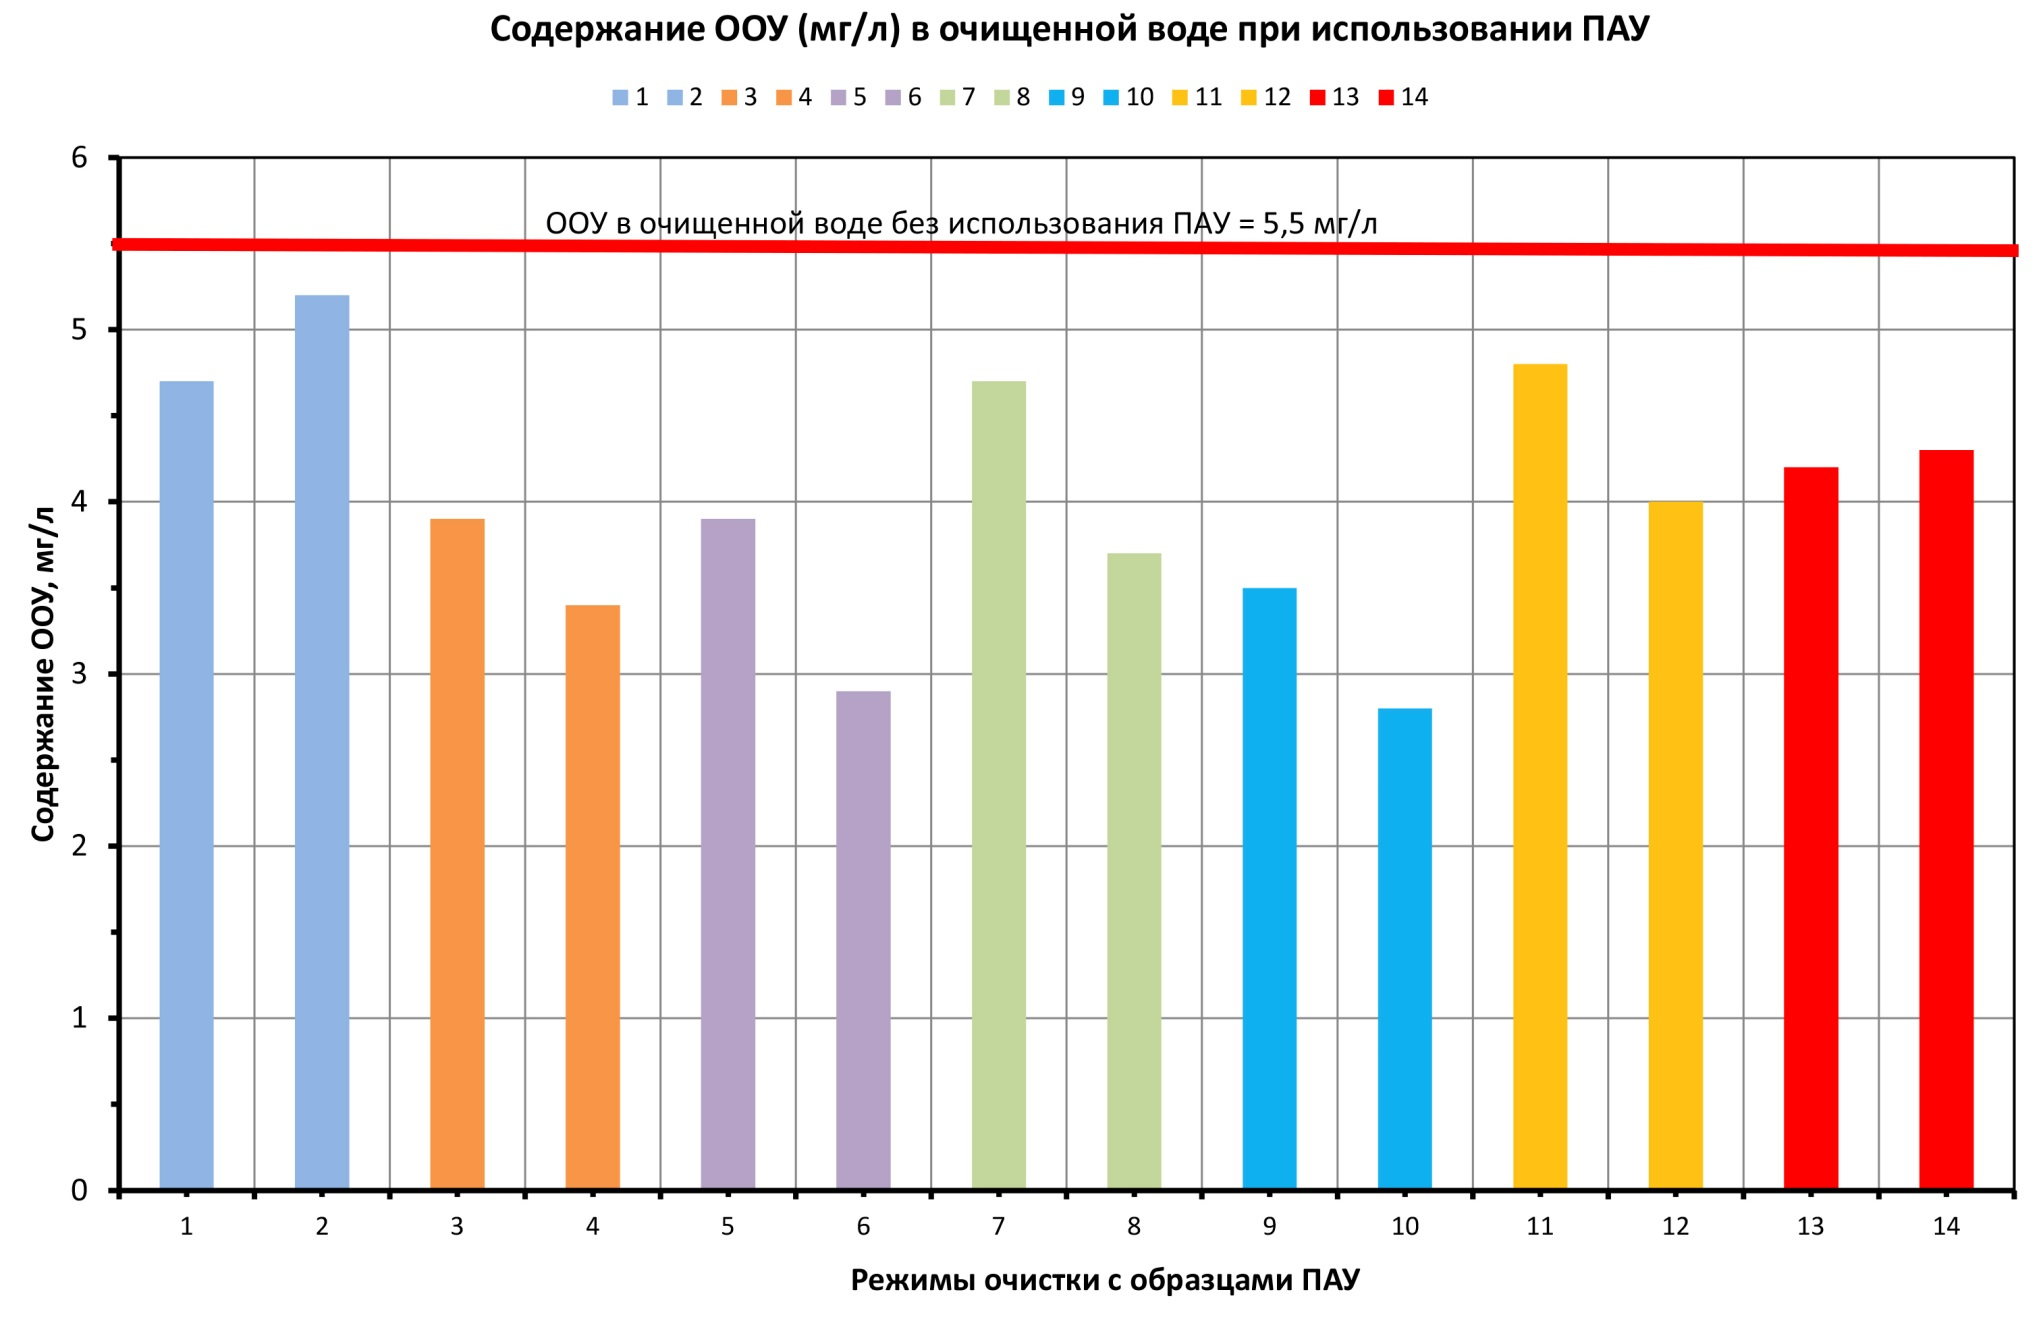 Содержание ООУ (мг/л) в очищенной воде при использовании ПАУ
1 2 3 4 5 6 7 8 9 10 11 12 13 14
6
ООУ в очищенной воде без использования ПАУ = 5,5 мг/л
5
4
3
2
1
0
Содержание ООУ, мг/л
1 2 3 4 5 6 7 8 9 10 11 12 13 14
Режимы очистки с образцами ПАУ